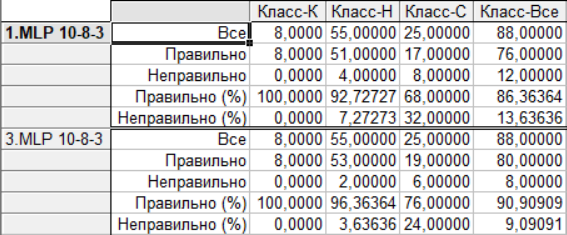 Класс-К Класс-Н Класс-С Класс-Все
1.MLP 10-8-3 Все 8,0000 55,00000 25,00000 88,00000
Правильно 8,0000 51,00000 17,00000 76,00000
Неправильно 0,0000 4,00000 8,00000 12,00000
Правильно (%) 100,0000 92,72727 68,00000 86,36364
Неправильно (%) 0,0000 7,27273 32,00000 13,63636
3.MLP 10-8-3 Все 8,0000 55,00000 25,00000 88,00000
Правильно 8,0000 53,00000 19,00000 80,00000
Неправильно 0,0000 2,00000 6,00000 8,00000
Правильно (%) 100,0000 96,36364 76,00000 90,90909
Неправильно (%) 0,0000 3,63636 24,00000 9,09091